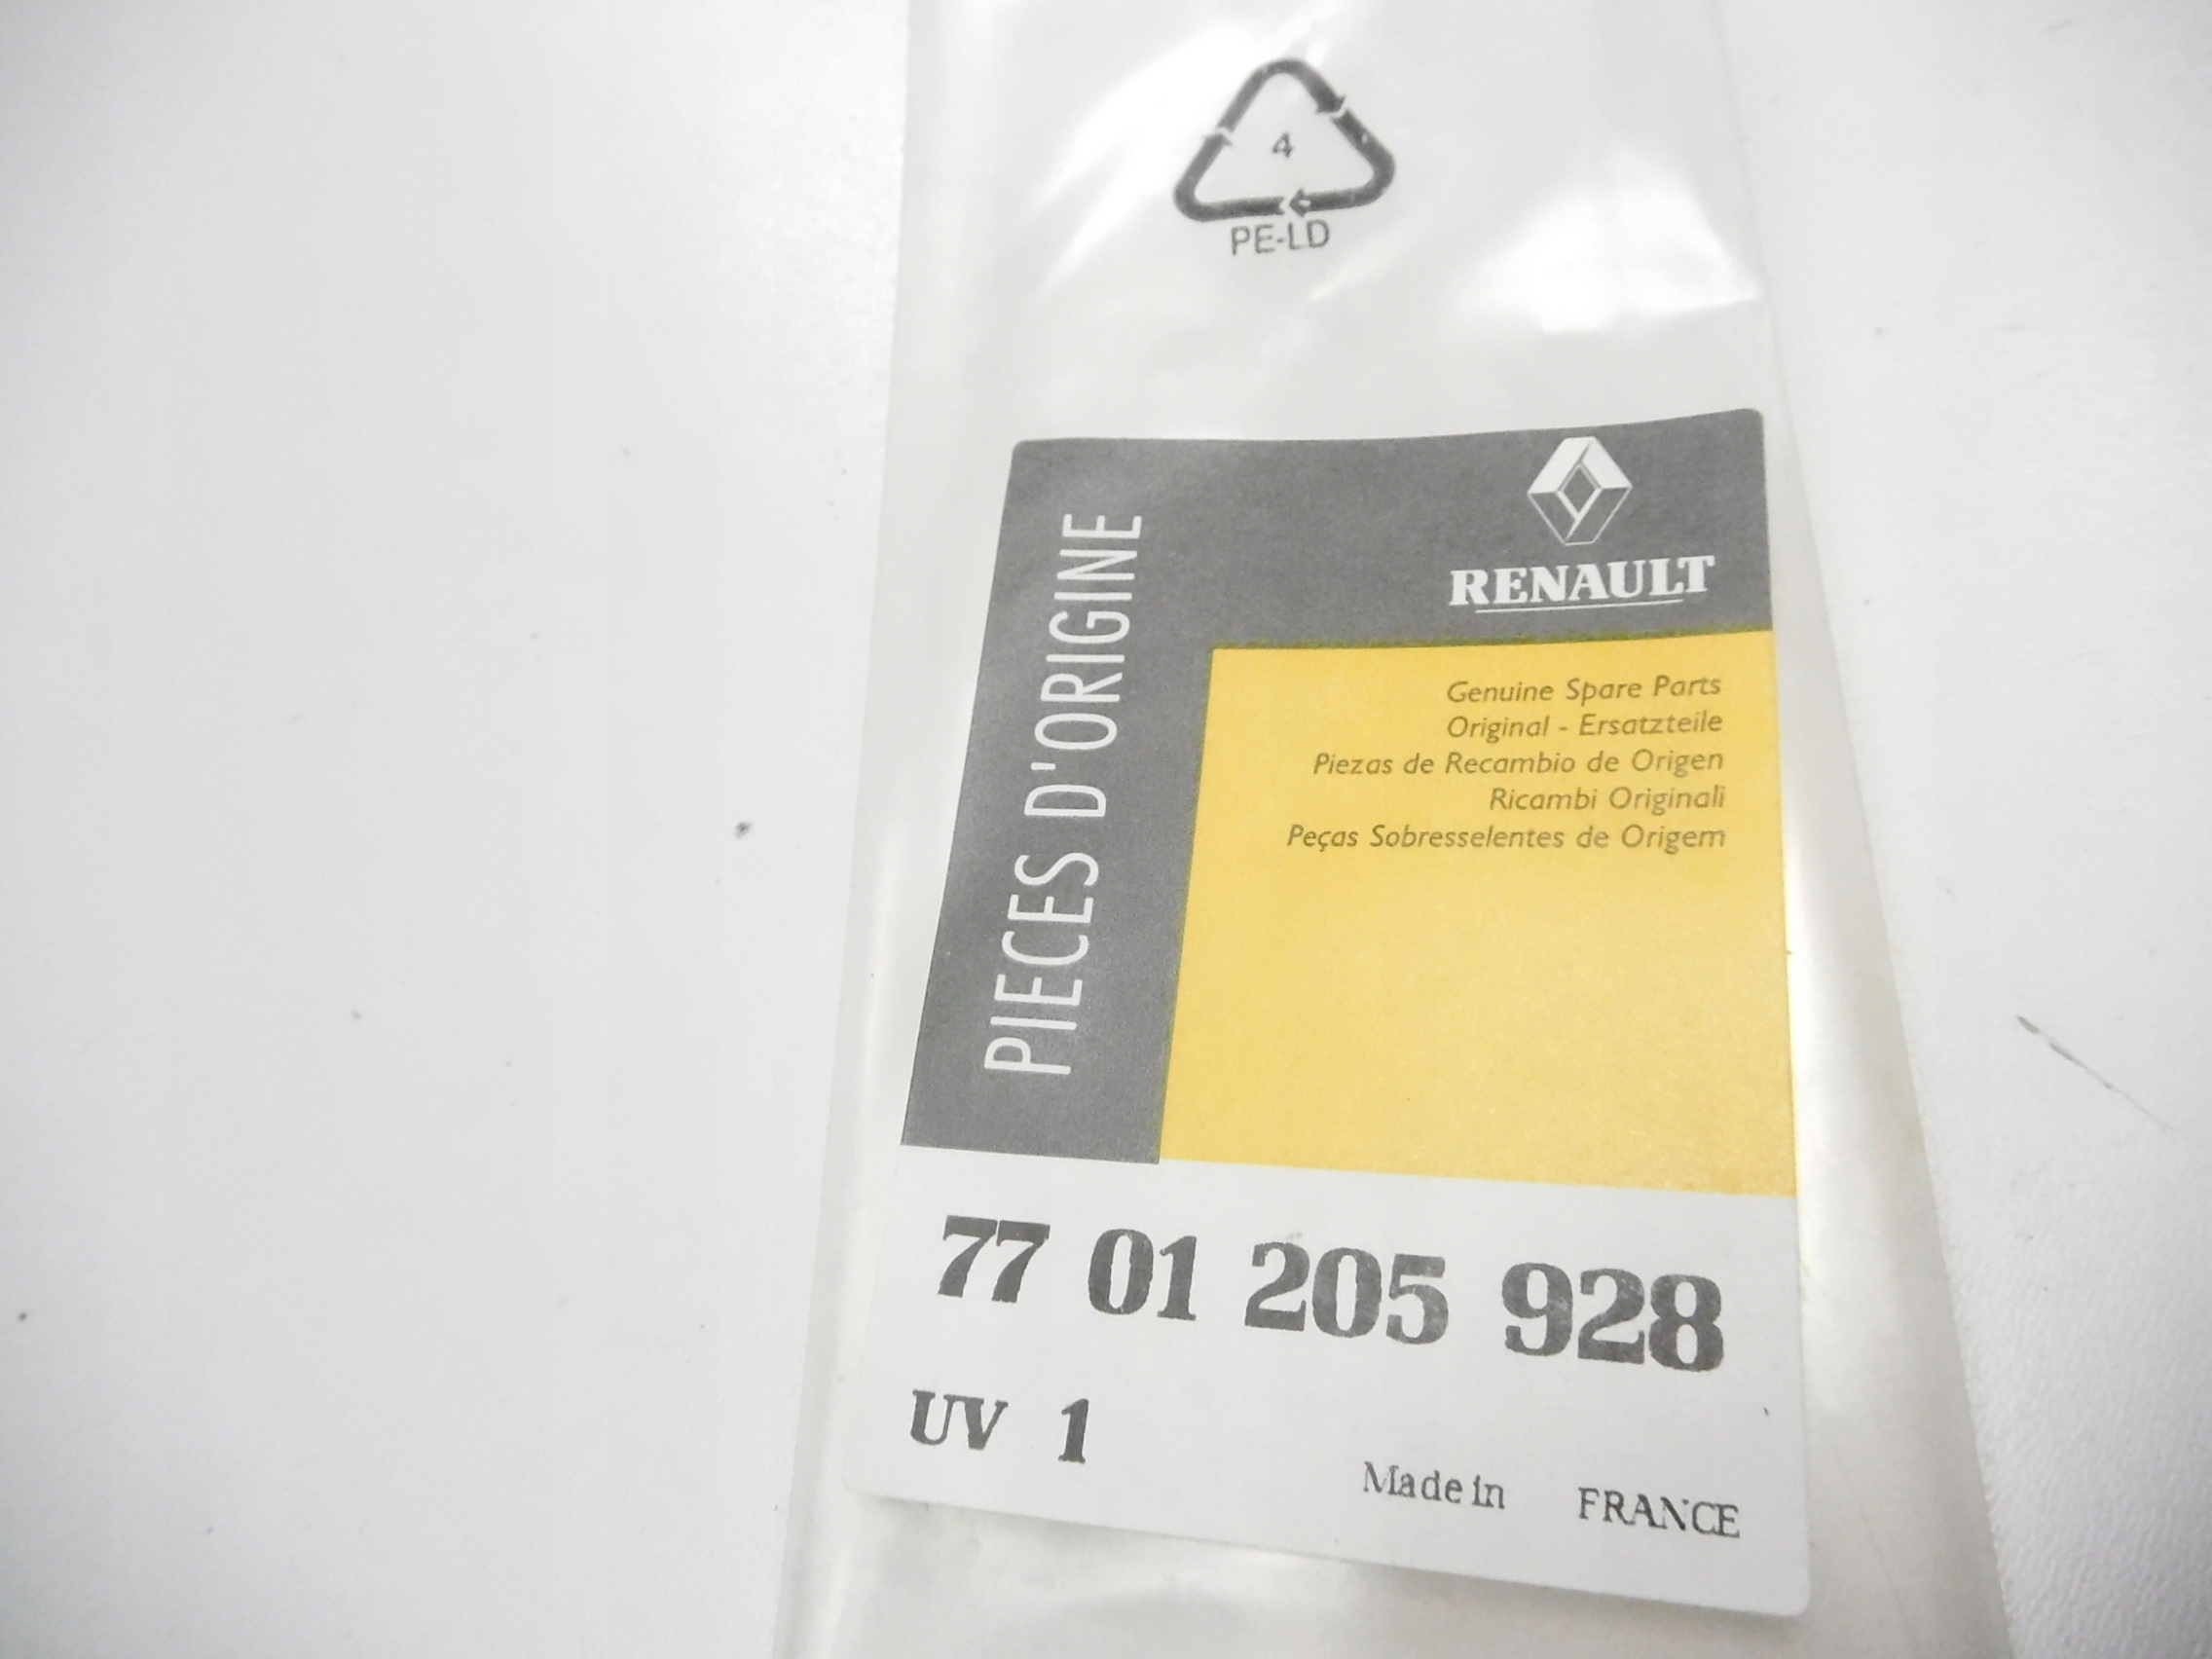 4
PE-LD
RENAULT
PIECES D'ORIGINE
Genuine Spare Parts
Original - Ersatzteile
Piezas de Recambio de Origen
Ricambi Originali
Peças Sobresselentes de Origem
77 01 205 928
UV 1
Made in FRANCE